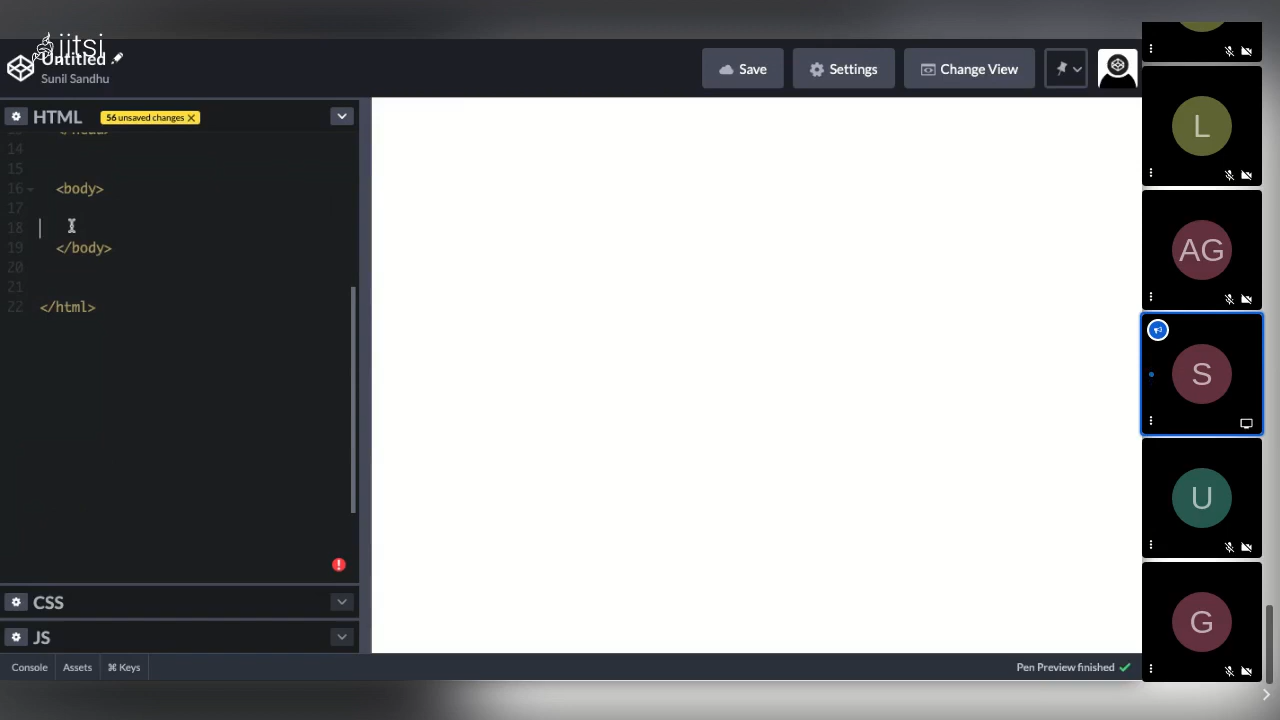 jitsi
Untitled
Sunil Sandhu
Save
Settings
Change View
HTML
56 unsaved changes
14
15
16 <body>
17
18
19 </body>
20
21
22 </html>
CSS
JS
Console
Assets
⌘ Keys
Pen Preview finished
L
AG
S
U
G